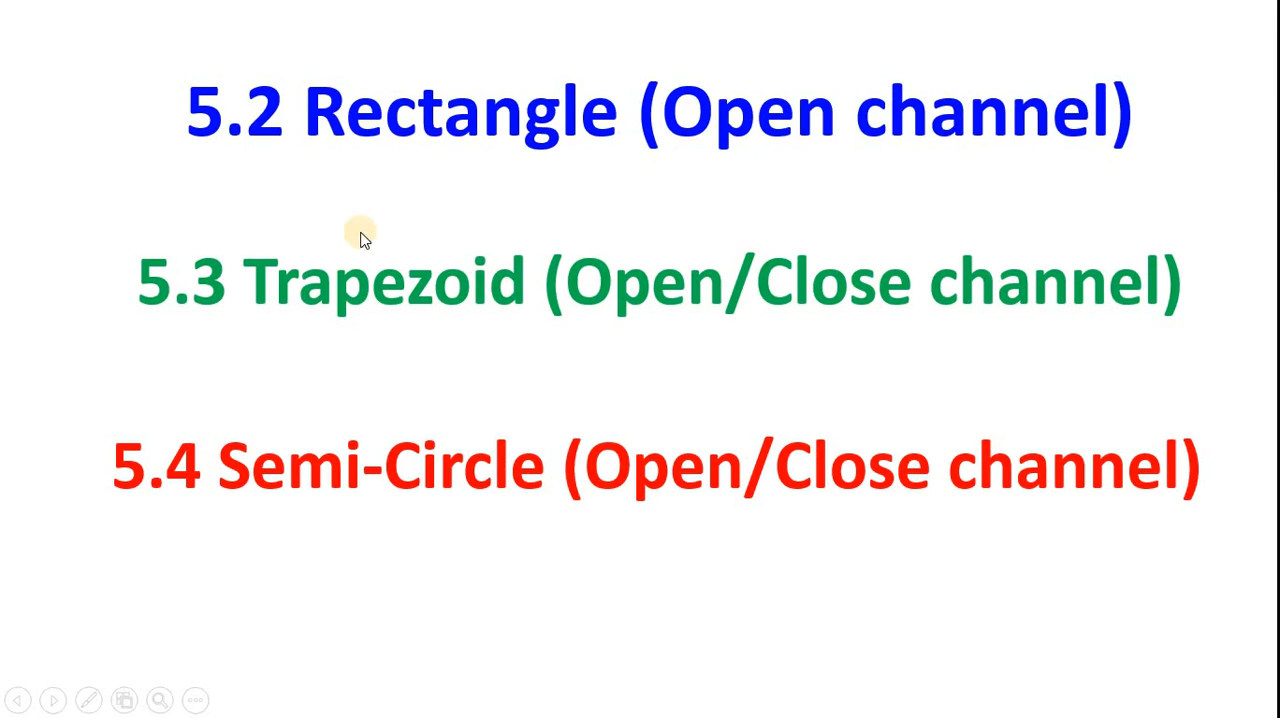 5.2 Rectangle (Open channel)
5.3 Trapezoid (Open/Close channel)
5.4 Semi-Circle (Open/Close channel)